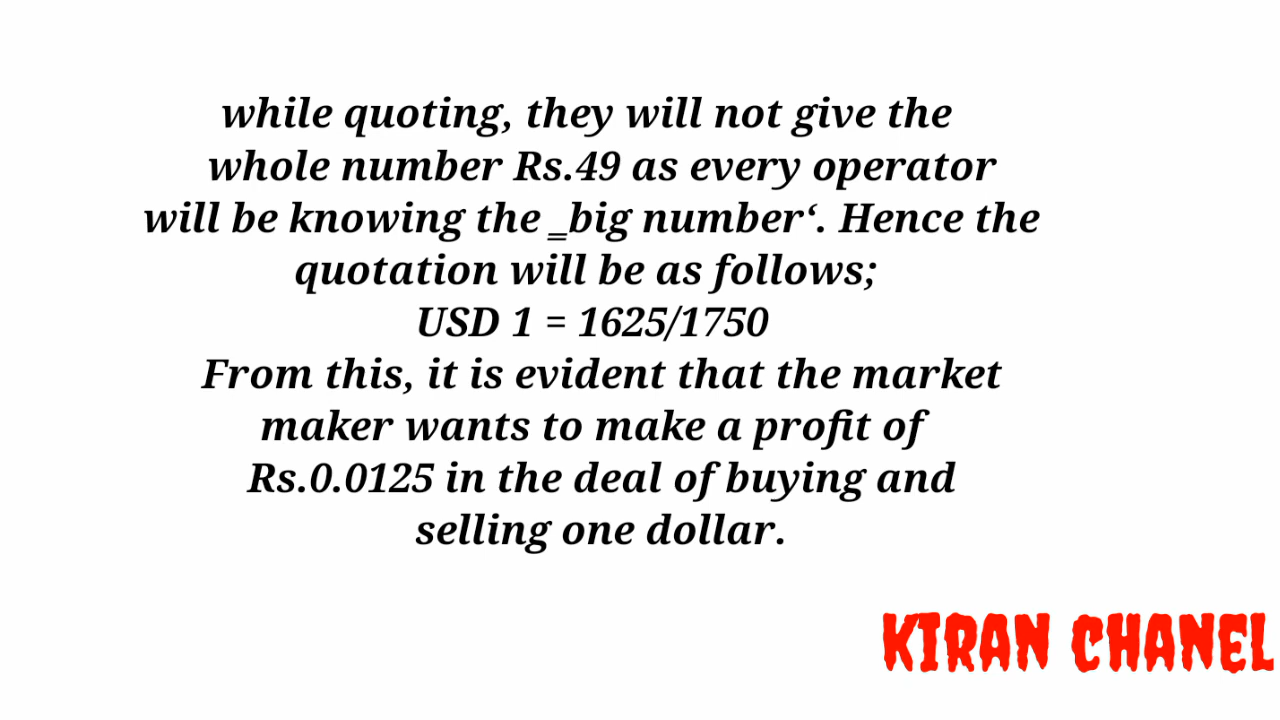 while quoting, they will not give the
whole number Rs.49 as every operator
will be knowing the ‗big number‘. Hence the
quotation will be as follows;
USD 1 = 1625/1750
From this, it is evident that the market
maker wants to make a profit of
Rs.0.0125 in the deal of buying and
selling one dollar.
KIRAN CHANEL